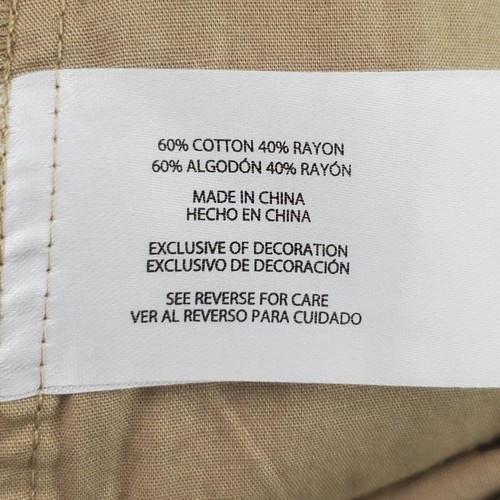 60% COTTON 40% RAYON
60% ALGODÓN 40% RAYÓN
MADE IN CHINA
HECHO EN CHINA
EXCLUSIVE OF DECORATION
EXCLUSIVO DE DECORACIÓN
SEE REVERSE FOR CARE
VER AL REVERSO PARA CUIDADO